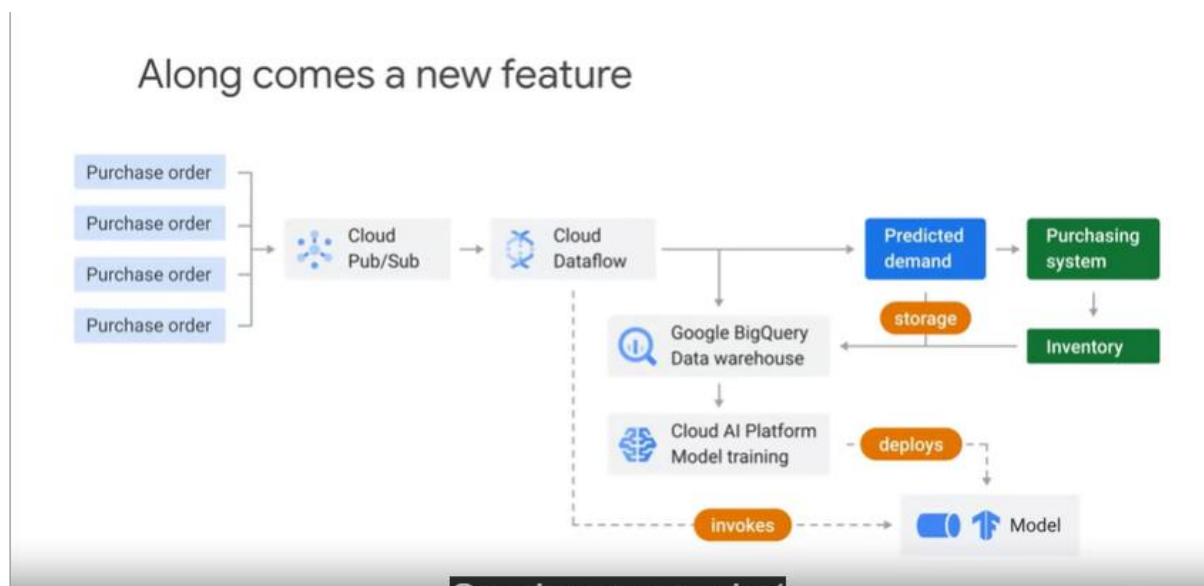 Along comes a new feature
Purchase order
Purchase order
Purchase order
Purchase order
Cloud
Pub/Sub
Cloud
Dataflow
Predicted
demand
Purchasing
system
storage
Inventory
Google BigQuery
Data warehouse
Cloud AI Platform
Model training
deploys
invokes
Model